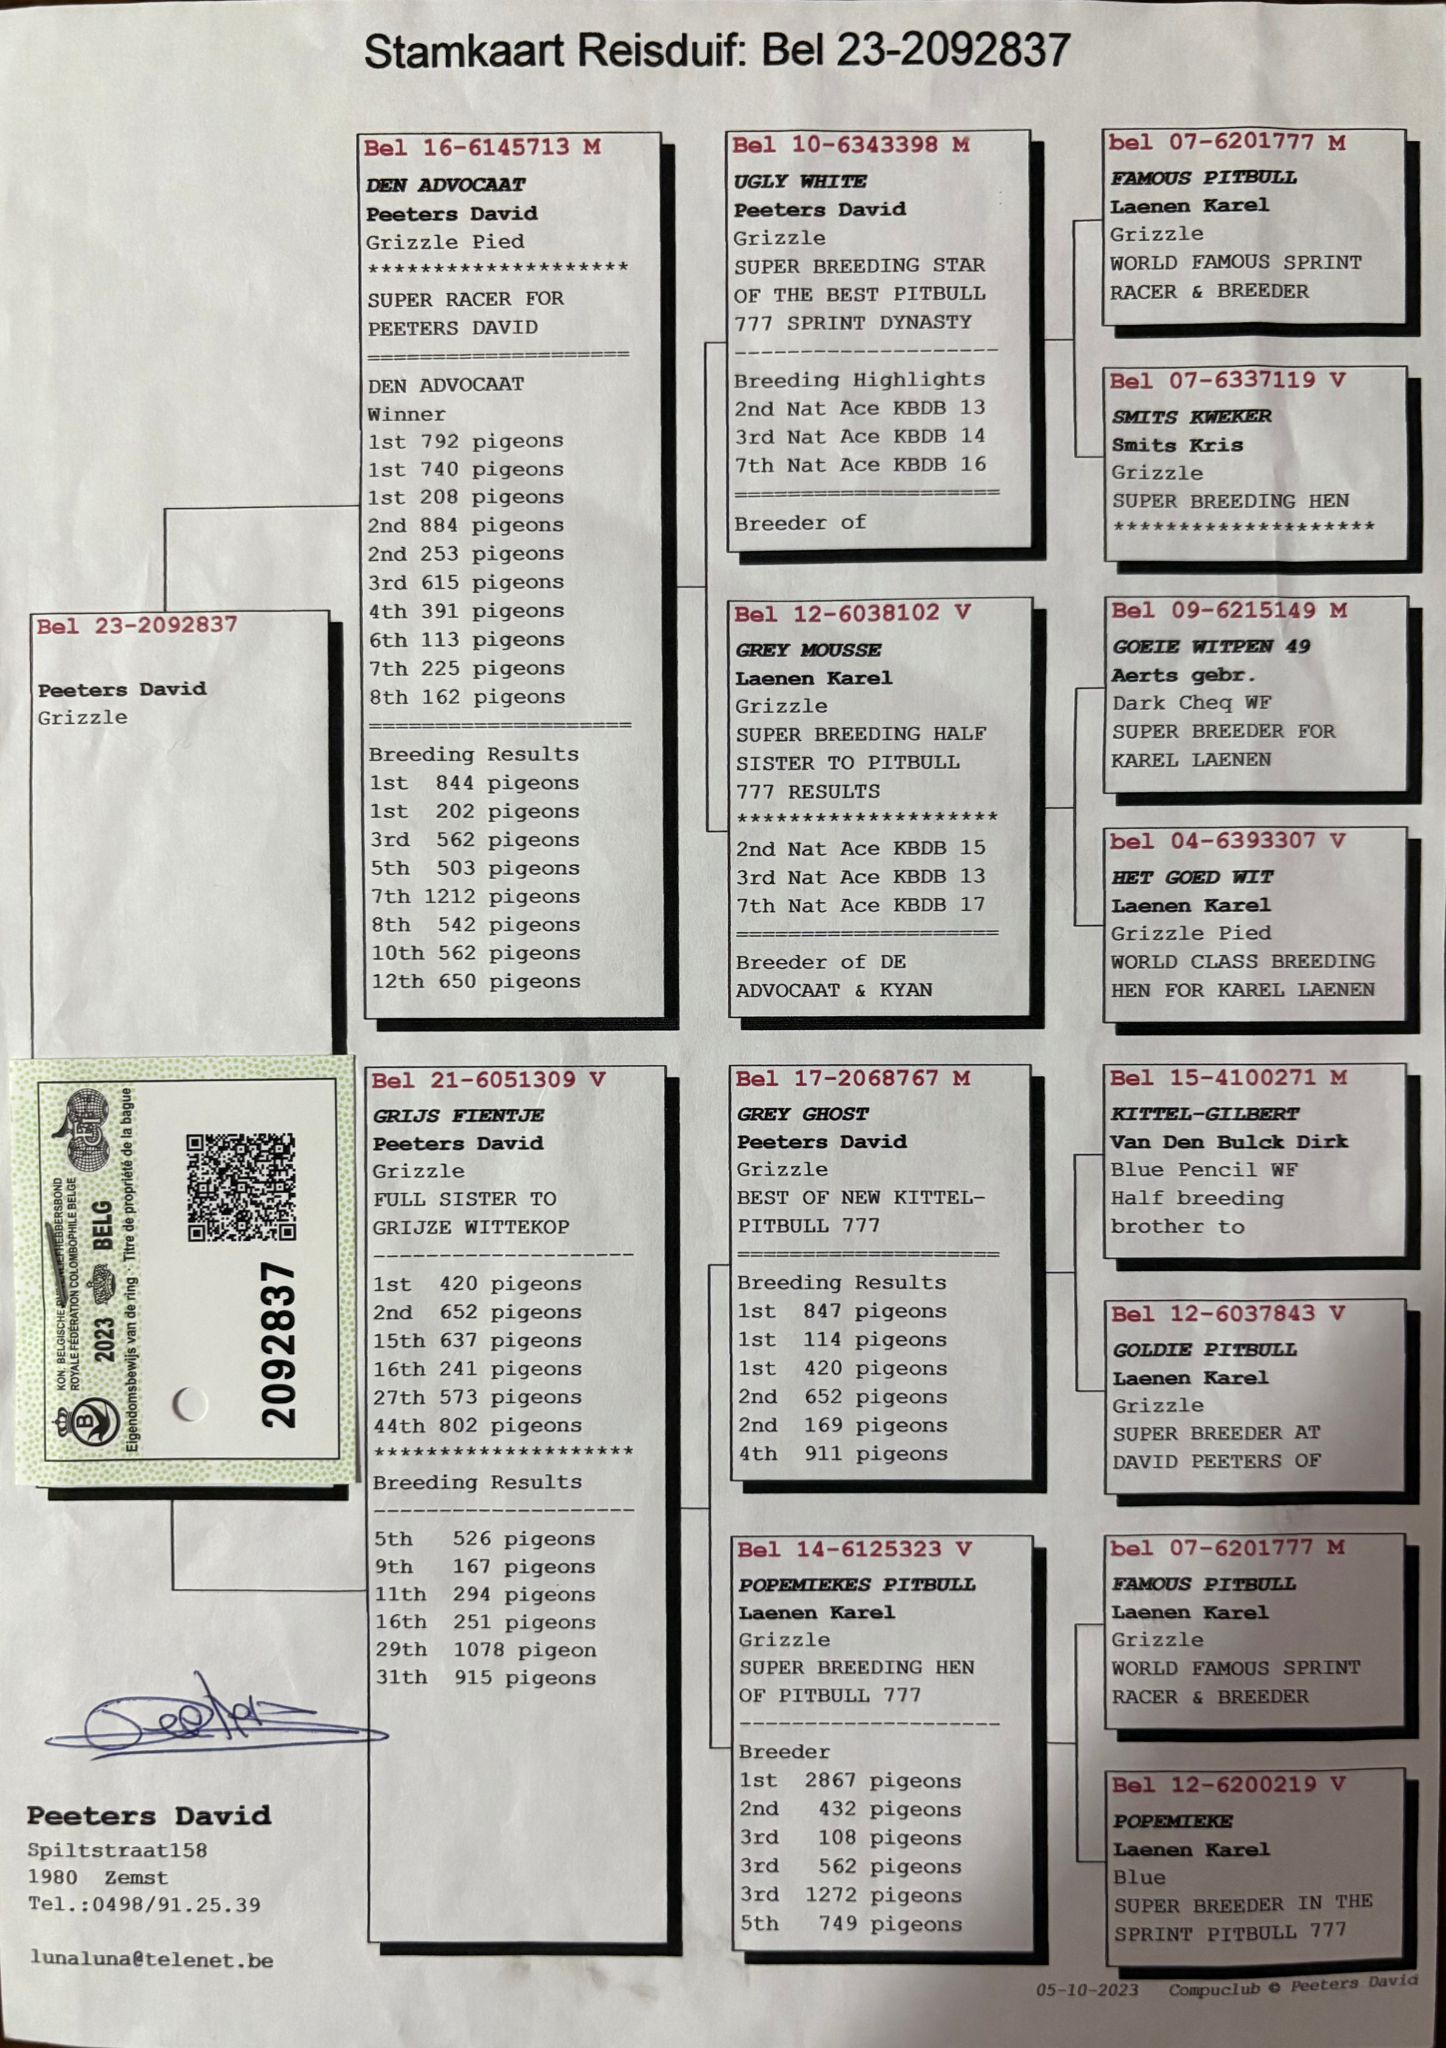 Stamkaart Reisduif: Bel 23-2092837
Bel 23-2092837
Peeters David
Grizzle
Bel 16-6145713 M
DEN ADVOCAAT
Peeters David
Grizzle Pied
********************
SUPER RACER FOR
PEETERS DAVID
====================
DEN ADVOCAAT
Winner
1st 792 pigeons
1st 740 pigeons
1st 208 pigeons
2nd 884 pigeons
2nd 253 pigeons
3rd 615 pigeons
4th 391 pigeons
6th 113 pigeons
7th 225 pigeons
8th 162 pigeons
====================
Breeding Results
1st 844 pigeons
1st 202 pigeons
3rd 562 pigeons
5th 503 pigeons
7th 1212 pigeons
8th 542 pigeons
10th 562 pigeons
12th 650 pigeons
Bel 21-6051309 V
GRIJS FIENTJE
Peeters David
Grizzle
FULL SISTER TO
GRIJZE WITTEKOP
--------------------
1st 420 pigeons
2nd 652 pigeons
15th 637 pigeons
16th 241 pigeons
27th 573 pigeons
44th 802 pigeons
********************
Breeding Results
--------------------
5th 526 pigeons
9th 167 pigeons
11th 294 pigeons
16th 251 pigeons
29th 1078 pigeon
31th 915 pigeons
Bel 10-6343398 M
UGLY WHITE
Peeters David
Grizzle
SUPER BREEDING STAR
OF THE BEST PITBULL
777 SPRINT DYNASTY
--------------------
Breeding Highlights
2nd Nat Ace KBDB 13
3rd Nat Ace KBDB 14
7th Nat Ace KBDB 16
====================
Breeder of
Bel 12-6038102 V
GREY MOUSSE
Laenen Karel
Grizzle
SUPER BREEDING HALF
SISTER TO PITBULL
777 RESULTS
********************
2nd Nat Ace KBDB 15
3rd Nat Ace KBDB 13
7th Nat Ace KBDB 17
====================
Breeder of DE
ADVOCAAT & KYAN
Bel 17-2068767 M
GREY GHOST
Peeters David
Grizzle
BEST OF NEW KITTEL-
PITBULL 777
====================
Breeding Results
1st 847 pigeons
1st 114 pigeons
1st 420 pigeons
2nd 652 pigeons
2nd 169 pigeons
4th 911 pigeons
Bel 14-6125323 V
POPEMIEKES PITBULL
Laenen Karel
Grizzle
SUPER BREEDING HEN
OF PITBULL 777
--------------------
Breeder
1st 2867 pigeons
2nd 432 pigeons
3rd 108 pigeons
3rd 562 pigeons
3rd 1272 pigeons
5th 749 pigeons
bel 07-6201777 M
FAMOUS PITBULL
Laenen Karel
Grizzle
WORLD FAMOUS SPRINT
RACER & BREEDER
Bel 07-6337119 V
SMITS KWEKER
Smits Kris
Grizzle
SUPER BREEDING HEN
********************
Bel 09-6215149 M
GOEIE WITPEN 49
Aerts gebr.
Dark Cheq WF
SUPER BREEDER FOR
KAREL LAENEN
bel 04-6393307 V
HET GOED WIT
Laenen Karel
Grizzle Pied
WORLD CLASS BREEDING
HEN FOR KAREL LAENEN
Bel 15-4100271 M
KITTEL-GILBERT
Van Den Bulck Dirk
Blue Pencil WF
Half breeding
brother to
Bel 12-6037843 V
GOLDIE PITBULL
Laenen Karel
Grizzle
SUPER BREEDER AT
DAVID PEETERS OF
bel 07-6201777 M
FAMOUS PITBULL
Laenen Karel
Grizzle
WORLD FAMOUS SPRINT
RACER & BREEDER
Bel 12-6200219 V
POPEMIEKE
Laenen Karel
Blue
SUPER BREEDER IN THE
SPRINT PITBULL 777
KON. BELGISCHE
ROYALE FÉDÉRATION COLOMBOPHILE BELGE
2023 BELG
Eigendomsbewijs van de ring · Titre de propriété de la bague
2092837
B
Peeters David
Spiltstraat158
1980 Zemst
Tel.:0498/91.25.39
lunaluna@telenet.be
05-10-2023 Compuclub © Peeters David